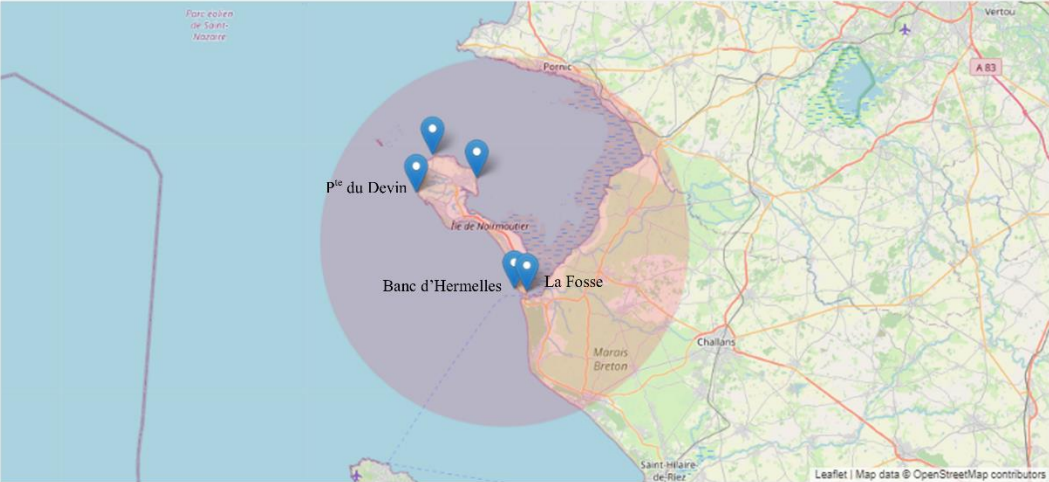 Parc éolien
de Saint-
Nazaire
Vertou
Pornic
A 83
Pte du Devin
Île de Noirmoutier
Banc d'Hermelles
La Fosse
Challans
Marais
Breton
Saint-Hilaire-
de-Riez
Leaflet | Map data © OpenStreetMap contributors